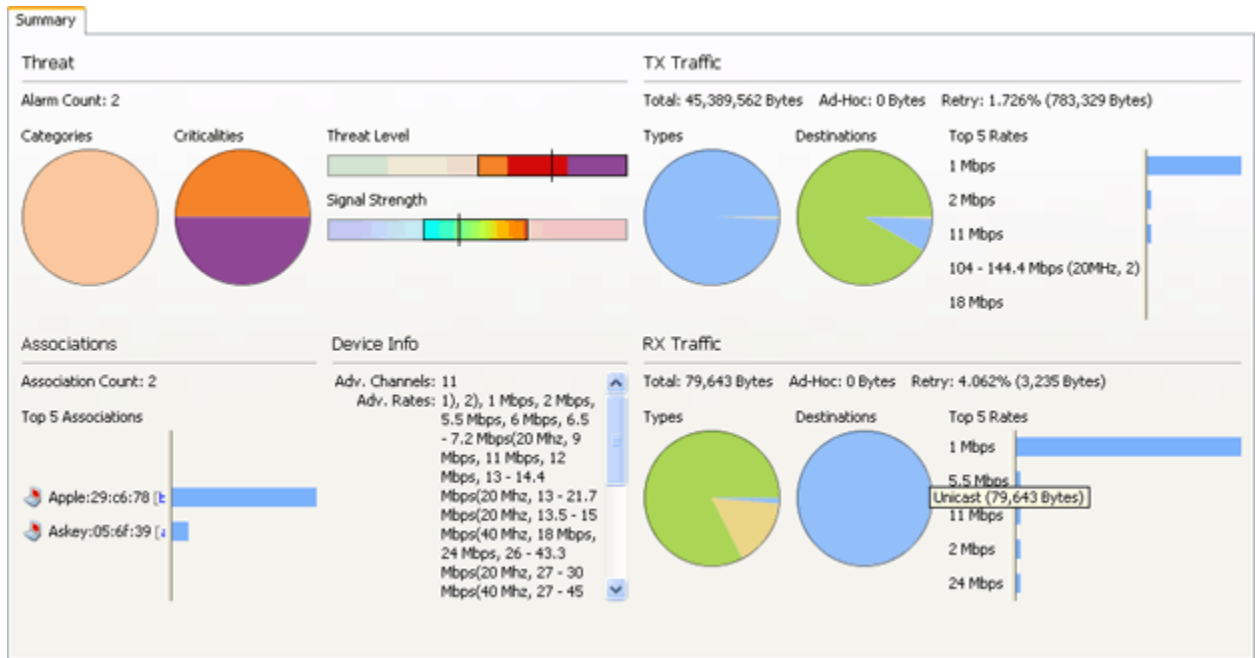 Summary
Threat
Alarm Count: 2
Categories
Criticalities
Threat Level
Signal Strength
TX Traffic
Total: 45,389,562 Bytes Ad-Hoc: 0 Bytes Retry: 1.726% (783,329 Bytes)
Types
Destinations
Top 5 Rates
1 Mbps
2 Mbps
11 Mbps
104 - 144.4 Mbps (20MHz, 2)
18 Mbps
Associations
Association Count: 2
Top 5 Associations
Apple:29:c6:78 [b
Askey:05:6f:39 [a
Device Info
Adv. Channels: 11
Adv. Rates: 1), 2), 1 Mbps, 2 Mbps,
5.5 Mbps, 6 Mbps, 6.5
- 7.2 Mbps(20 Mhz, 9
Mbps, 11 Mbps, 12
Mbps, 13 - 14.4
Mbps(20 Mhz, 13 - 21.7
Mbps(20 Mhz, 13.5 - 15
Mbps(40 Mhz, 18 Mbps,
24 Mbps, 26 - 43.3
Mbps(20 Mhz, 27 - 30
Mbps(40 Mhz, 27 - 45
RX Traffic
Total: 79,643 Bytes Ad-Hoc: 0 Bytes Retry: 4.062% (3,235 Bytes)
Types
Destinations
Top 5 Rates
1 Mbps
5.5 Mbps
Unicast (79,643 Bytes)
11 Mbps
2 Mbps
24 Mbps